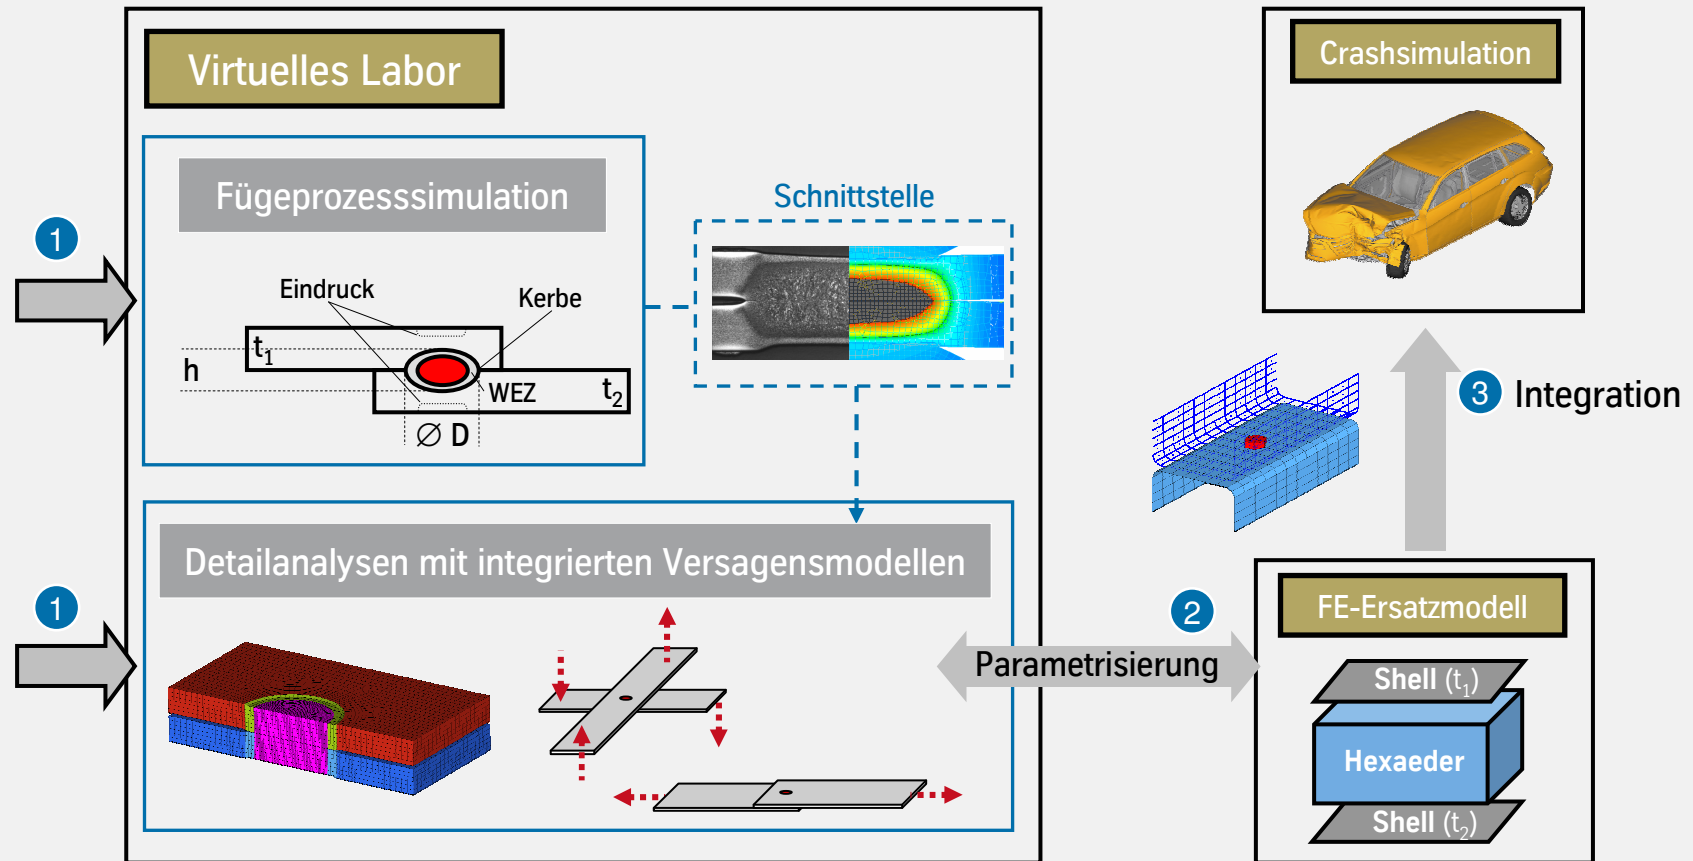 Virtuelles Labor
Fügeprozesssimulation
1
Eindruck
Kerbe
t1
h
WEZ
t2
∅ D
Schnittstelle
Detailanalysen mit integrierten Versagensmodellen
1
2
Parametrisierung
FE-Ersatzmodell
Shell (t1)
Hexaeder
Shell (t2)
3 Integration
Crashsimulation